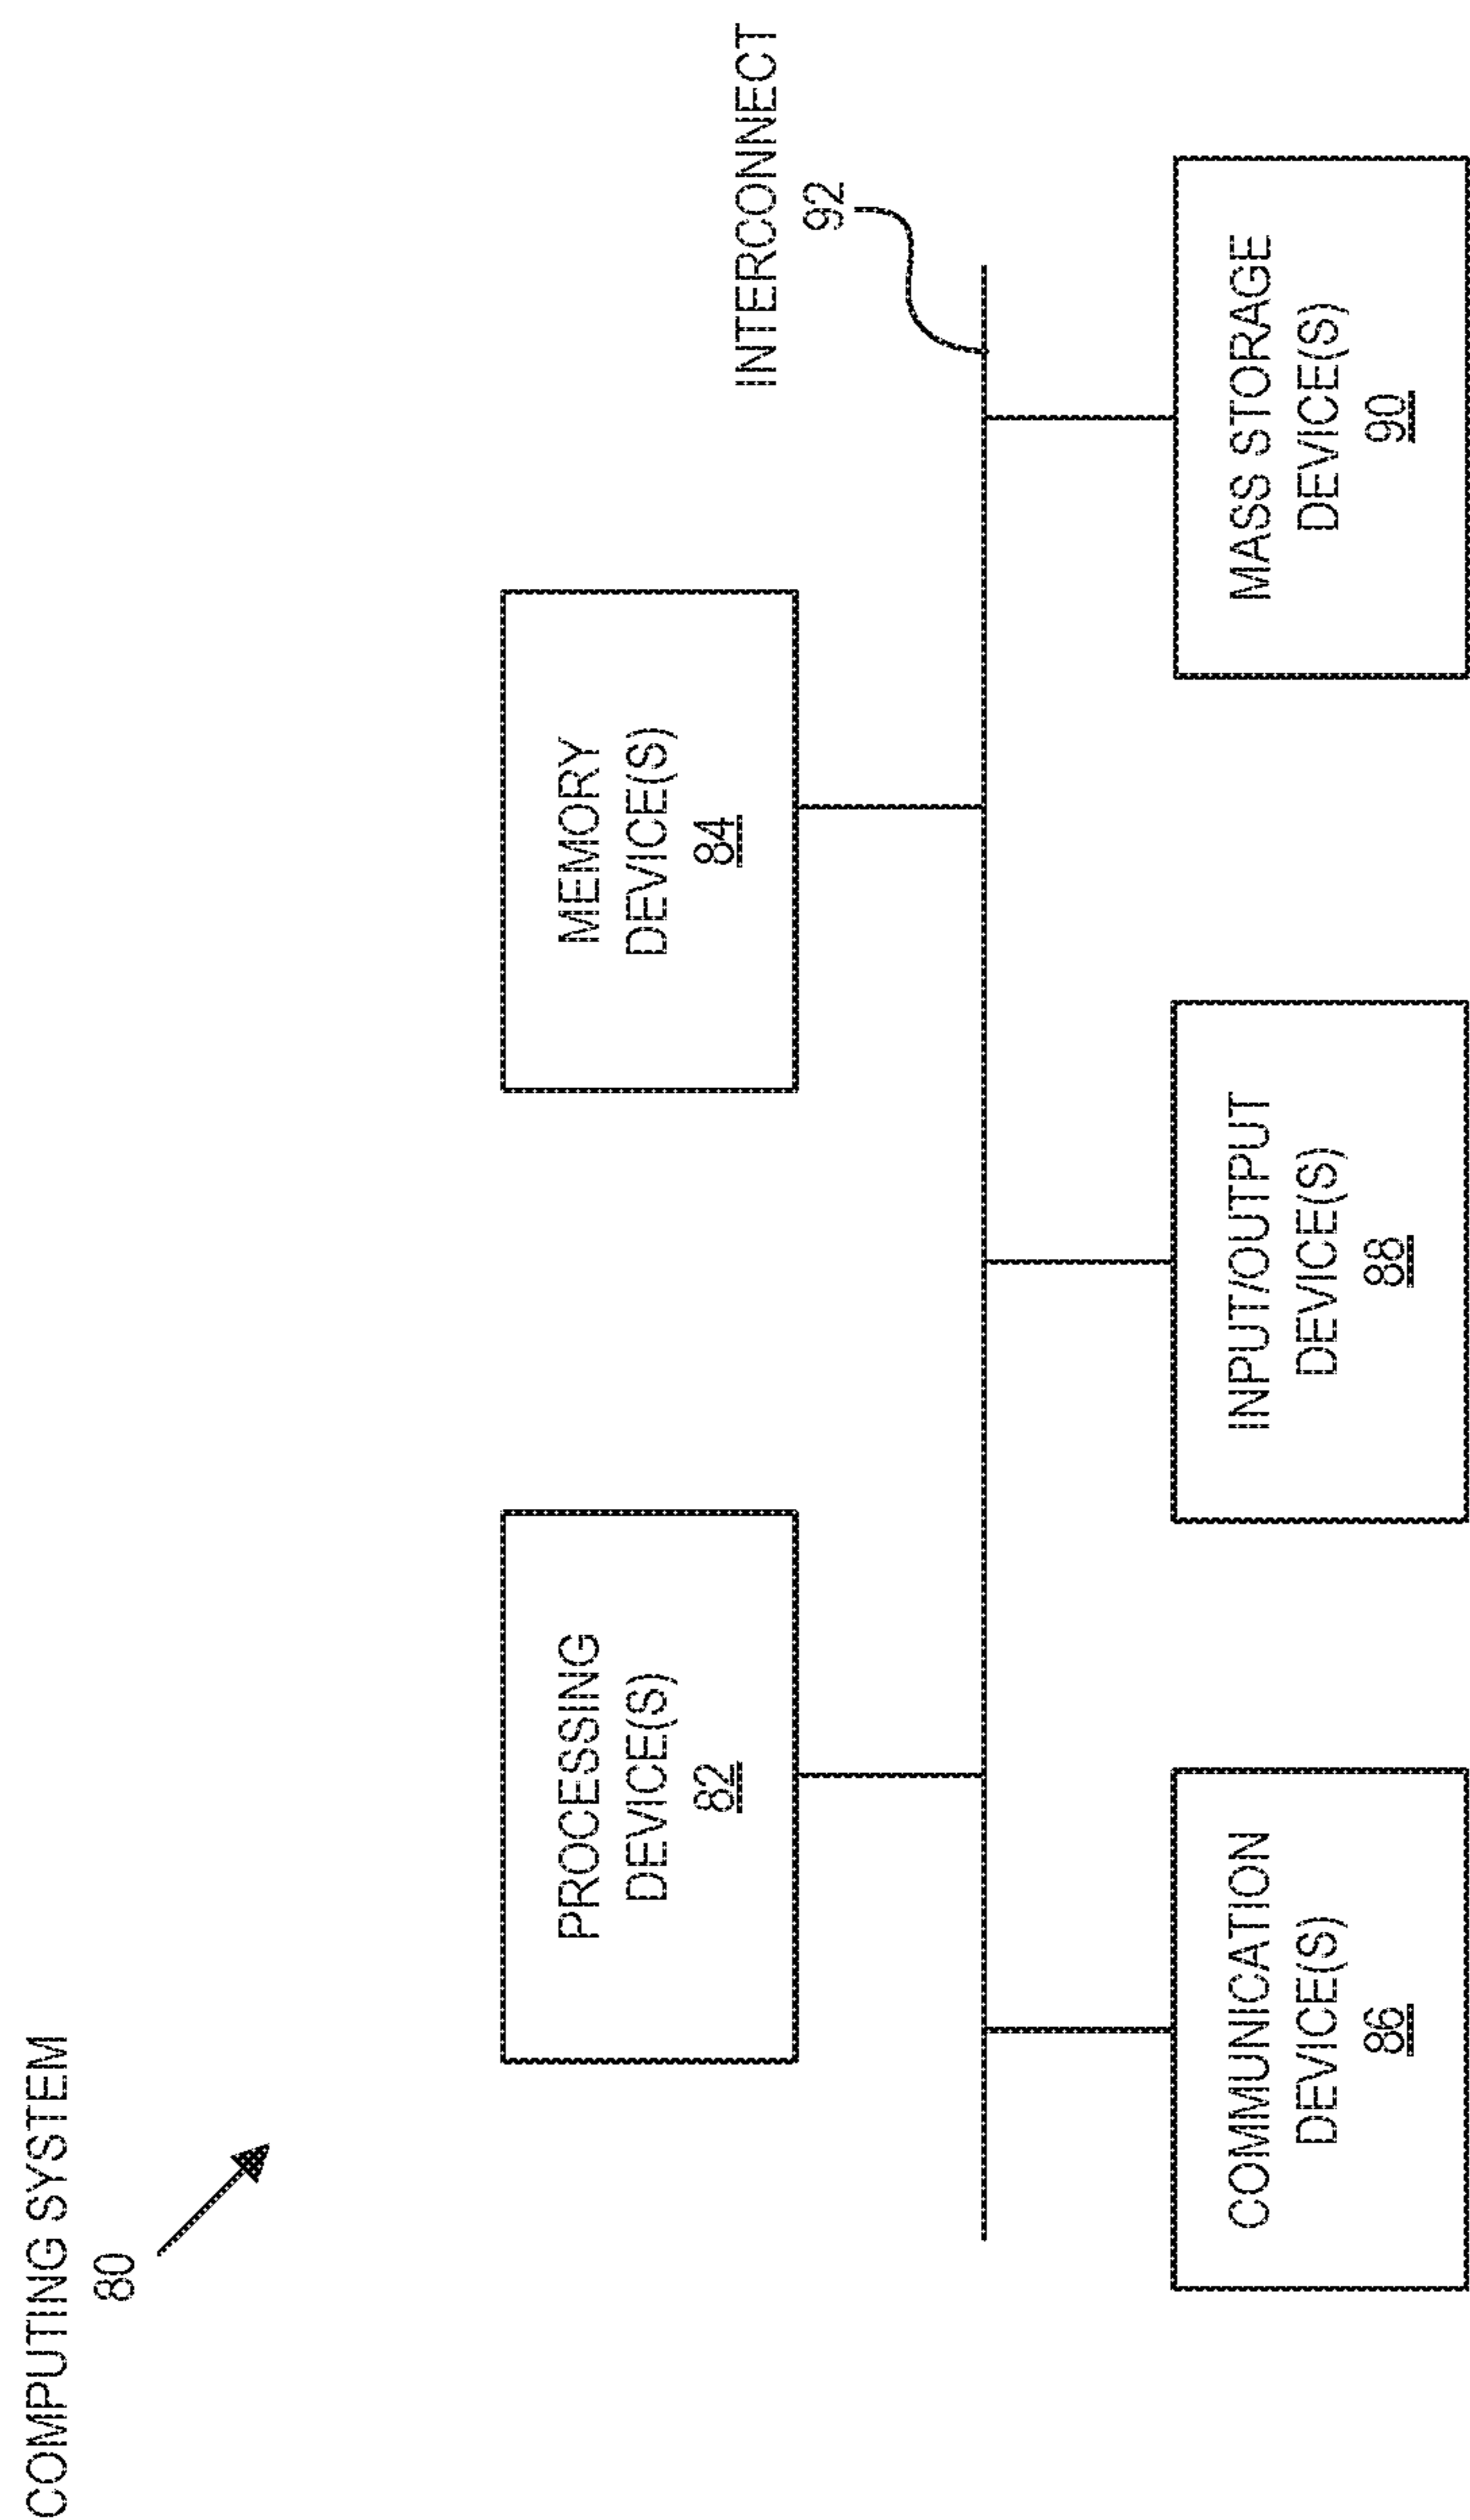 COMPUTING SYSTEM
80
PROCESSING
DEVICE(S)
82
MEMORY
DEVICE(S)
84
INTERCONNECT
92
COMMUNICATION
DEVICE(S)
86
INPUT/OUTPUT
DEVICE(S)
88
MASS STORAGE
DEVICE(S)
90